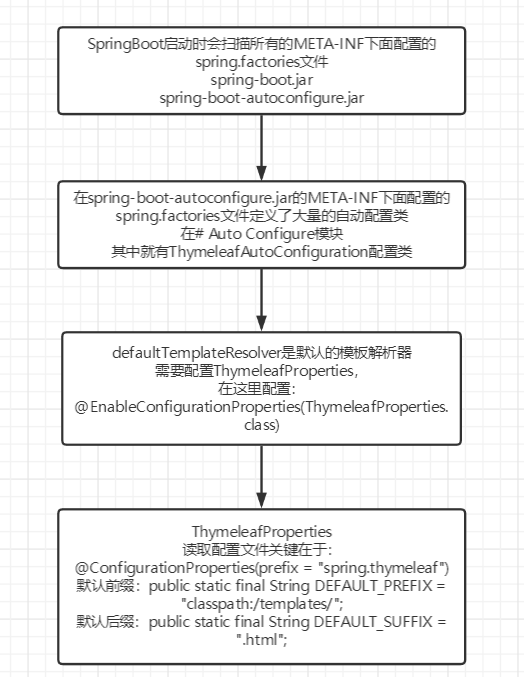 SpringBoot启动时会扫描所有的META-INF下面配置的
spring.factories文件
spring-boot.jar
spring-boot-autoconfigure.jar
在spring-boot-autoconfigure.jar的META-INF下面配置的
spring.factories文件定义了大量的自动配置类
在# Auto Configure模块
其中就有ThymeleafAutoConfiguration配置类
defaultTemplateResolver是默认的模板解析器
需要配置ThymeleafProperties，
在这里配置：
@EnableConfigurationProperties(ThymeleafProperties.
class)
ThymeleafProperties
读取配置文件关键在于：
@ConfigurationProperties(prefix = "spring.thymeleaf")
默认前缀：public static final String DEFAULT_PREFIX =
"classpath:/templates/";
默认后缀：public static final String DEFAULT_SUFFIX =
".html";